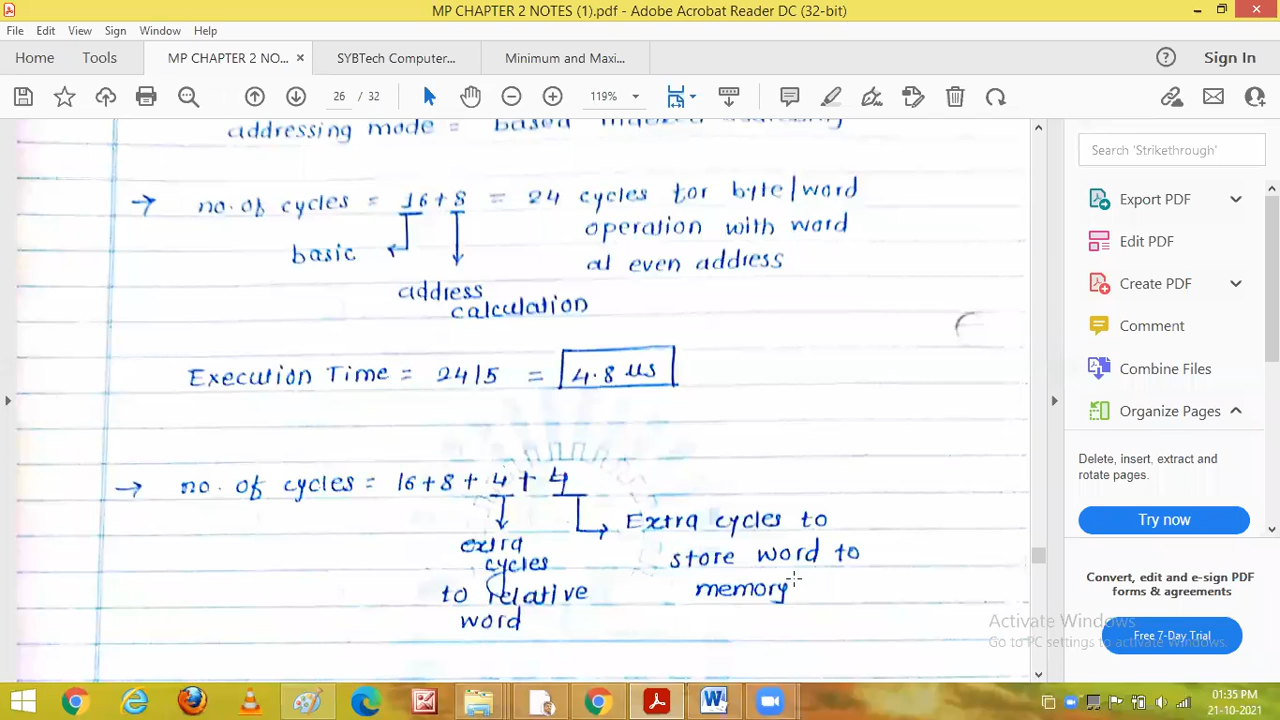 MP CHAPTER 2 NOTES (1).pdf - Adobe Acrobat Reader DC (32-bit)
File Edit View Sign Window Help
Home Tools MP CHAPTER 2 NO... × SYBTech Computer... Minimum and Maxi... Sign In
26 / 32 119%
addressing mode = based indexed addressing
→ no. of cycles = 16+8 = 24 cycles for byte/word
operation with word
basic
at even address
address
calculation
Execution Time = 24/5 = 4.8 us
→ no. of cycles = 16+8+4+4
Extra cycles to
extra
store word to
cycles
to relative
memory
word
Search 'Strikethrough'
Export PDF
Edit PDF
Create PDF
Comment
Combine Files
Organize Pages
Delete, insert, extract and
rotate pages.
Try now
Convert, edit and e-sign PDF
forms & agreements
Activate Windows
Go to PC settings to activate Windows.
Free 7-Day Trial
01:35 PM
21-10-2021